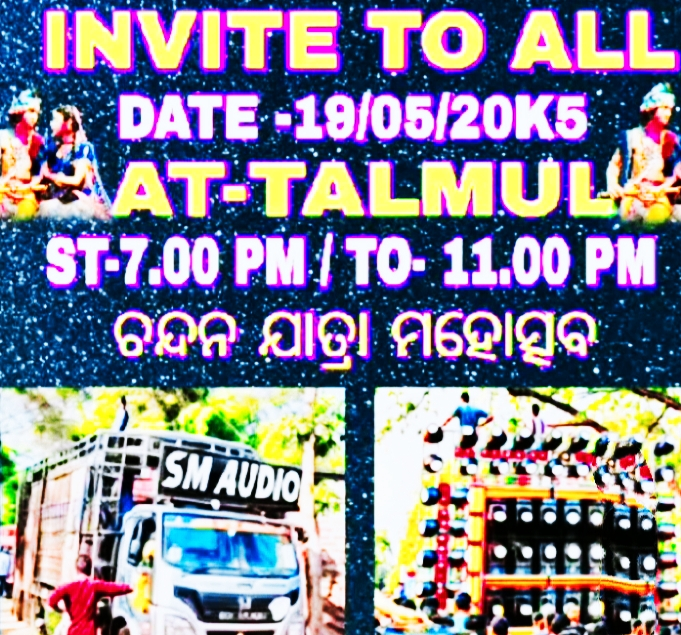 INVITE TO ALL
DATE -19/05/20K5
AT-TALMUL
ST-7.00 PM / TO- 11.00 PM
ଚନ୍ଦନ ଯାତ୍ରା ମହୋତ୍ସବ
SM AUDIO